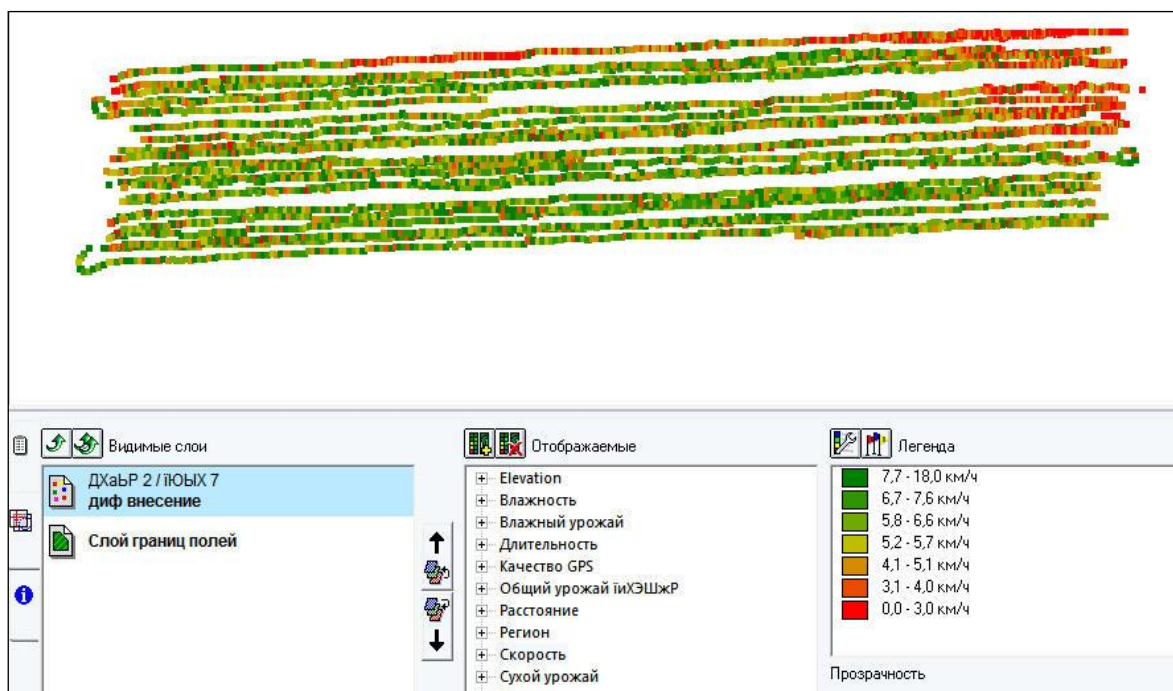 Видимые слои
ДХаЬР 2 / їЮЫХ 7
диф внесение
Слой границ полей
Отображаемые
Elevation
Влажность
Влажный урожай
Длительность
Качество GPS
Общий урожай їиХЭШжР
Расстояние
Регион
Скорость
Сухой урожай
Легенда
7,7 - 18,0 км/ч
6,7 - 7,6 км/ч
5,8 - 6,6 км/ч
5,2 - 5,7 км/ч
4,1 - 5,1 км/ч
3,1 - 4,0 км/ч
0,0 - 3,0 км/ч
Прозрачность